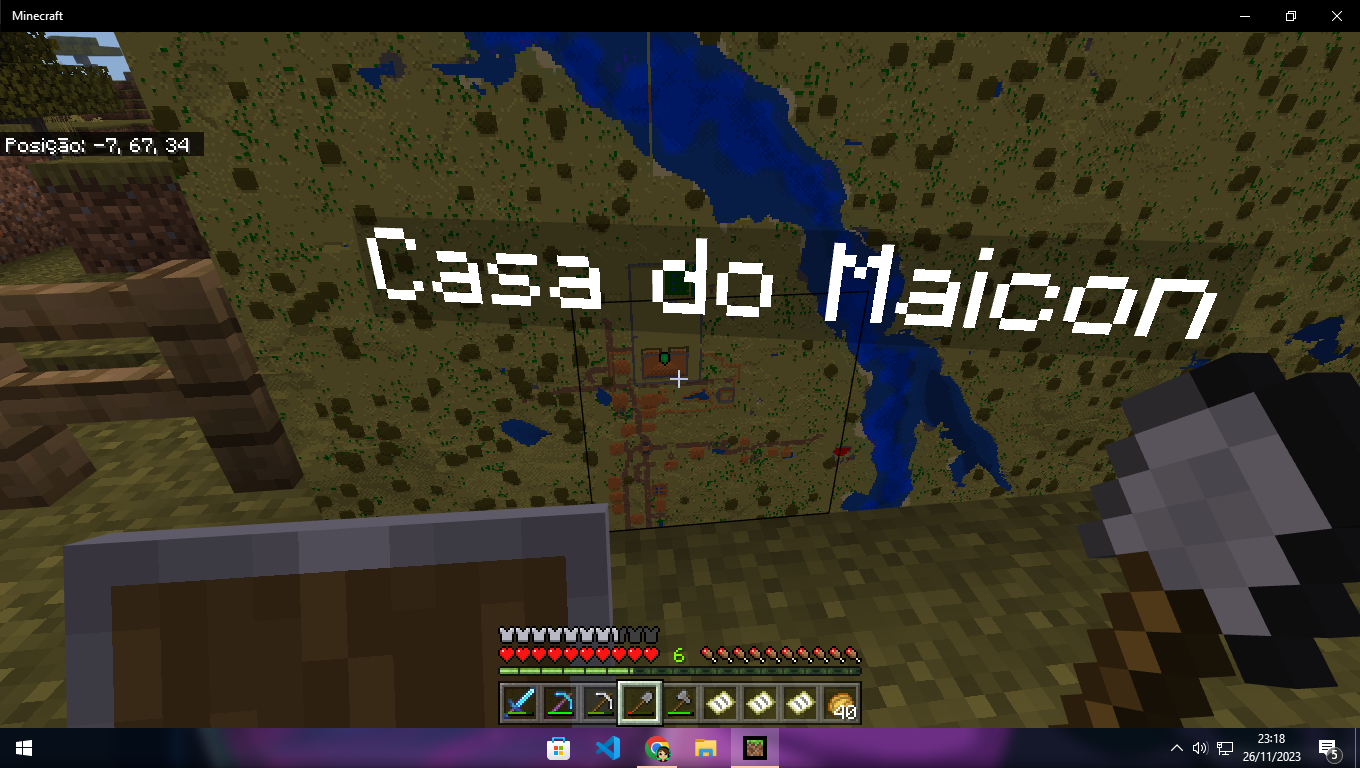 Minecraft
Posição: -7, 67, 34
Casa do Maicon
6
40
23:18
26/11/2023
5